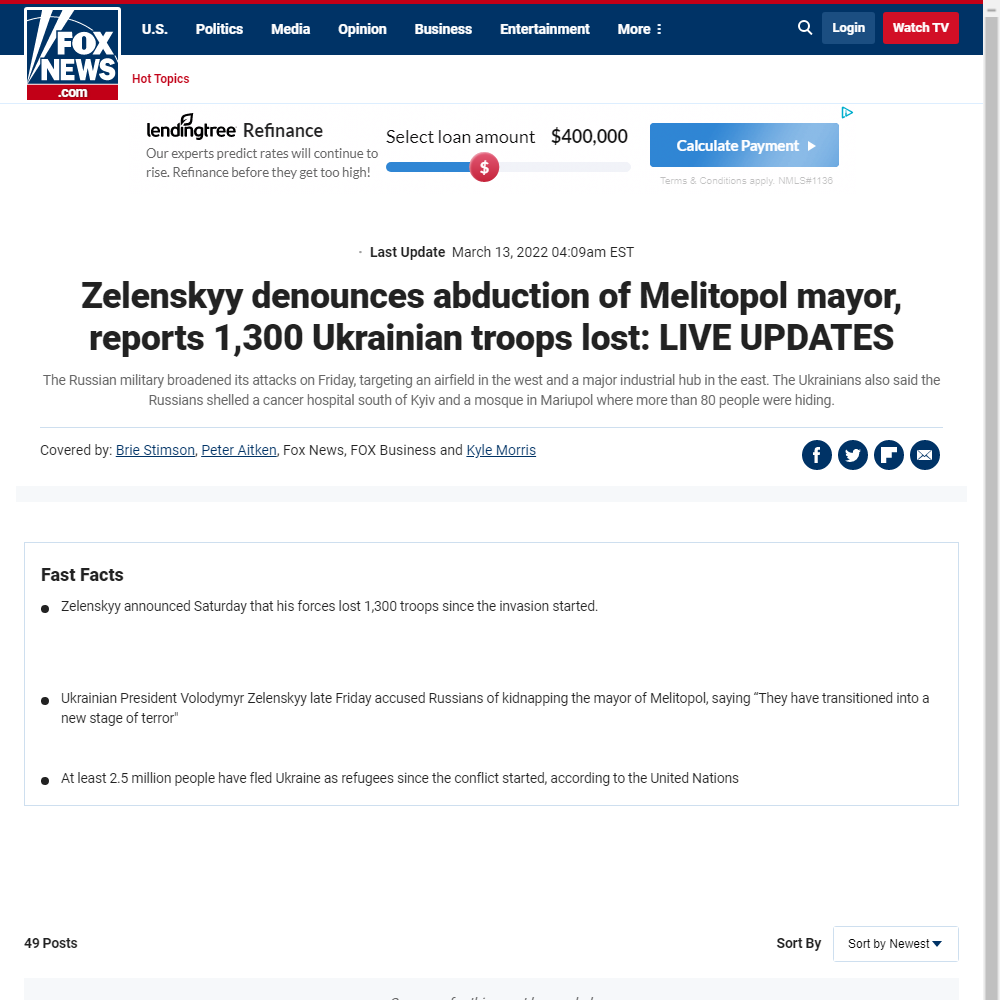 U.S. Politics Media Opinion Business Entertainment More
Login
Watch TV
FOX
NEWS
.com
Hot Topics
lendingtree Refinance
Our experts predict rates will continue to
rise. Refinance before they get too high!
Select loan amount $400,000
$
Calculate Payment
Terms & Conditions apply. NMLS#1136
· Last Update March 13, 2022 04:09am EST
Zelenskyy denounces abduction of Melitopol mayor,
reports 1,300 Ukrainian troops lost: LIVE UPDATES
The Russian military broadened its attacks on Friday, targeting an airfield in the west and a major industrial hub in the east. The Ukrainians also said the
Russians shelled a cancer hospital south of Kyiv and a mosque in Mariupol where more than 80 people were hiding.
Covered by: Brie Stimson, Peter Aitken, Fox News, FOX Business and Kyle Morris
Fast Facts
Zelenskyy announced Saturday that his forces lost 1,300 troops since the invasion started.
Ukrainian President Volodymyr Zelenskyy late Friday accused Russians of kidnapping the mayor of Melitopol, saying “They have transitioned into a
new stage of terror"
At least 2.5 million people have fled Ukraine as refugees since the conflict started, according to the United Nations
49 Posts
Sort By
Sort by Newest